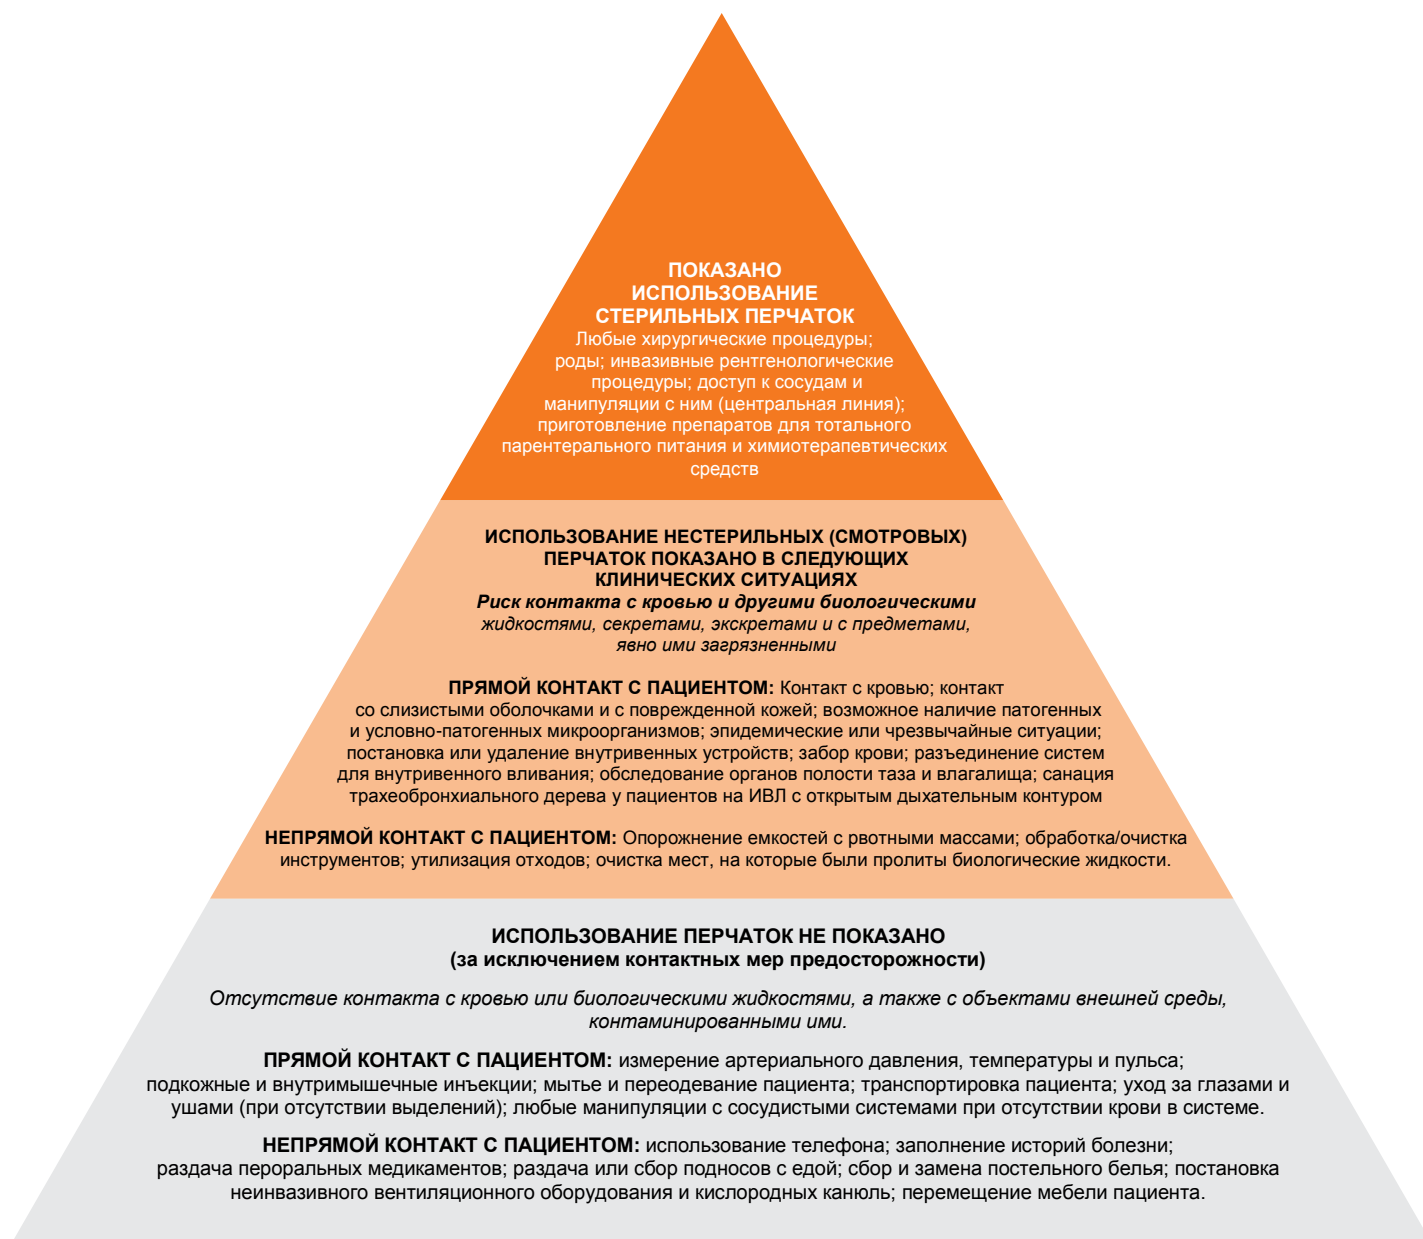 ПОКАЗАНО
ИСПОЛЬЗОВАНИЕ
СТЕРИЛЬНЫХ ПЕРЧАТОК
Любые хирургические процедуры;
роды; инвазивные рентгенологические
процедуры; доступ к сосудам и
манипуляции с ним (центральная линия);
приготовление препаратов для тотального
парентерального питания и химиотерапевтических
средств
ИСПОЛЬЗОВАНИЕ НЕСТЕРИЛЬНЫХ (СМОТРОВЫХ)
ПЕРЧАТОК ПОКАЗАНО В СЛЕДУЮЩИХ
КЛИНИЧЕСКИХ СИТУАЦИЯХ
Риск контакта с кровью и другими биологическими
жидкостями, секретами, экскретами и с предметами,
явно ими загрязненными
ПРЯМОЙ КОНТАКТ С ПАЦИЕНТОМ: Контакт с кровью; контакт
со слизистыми оболочками и с поврежденной кожей; возможное наличие патогенных
и условно-патогенных микроорганизмов; эпидемические или чрезвычайные ситуации;
постановка или удаление внутривенных устройств; забор крови; разъединение систем
для внутривенного вливания; обследование органов полости таза и влагалища; санация
трахеобронхиального дерева у пациентов на ИВЛ с открытым дыхательным контуром
НЕПРЯМОЙ КОНТАКТ С ПАЦИЕНТОМ: Опорожнение емкостей с рвотными массами; обработка/очистка
инструментов; утилизация отходов; очистка мест, на которые были пролиты биологические жидкости.
ИСПОЛЬЗОВАНИЕ ПЕРЧАТОК НЕ ПОКАЗАНО
(за исключением контактных мер предосторожности)
Отсутствие контакта с кровью или биологическими жидкостями, а также с объектами внешней среды,
контаминированными ими.
ПРЯМОЙ КОНТАКТ С ПАЦИЕНТОМ: измерение артериального давления, температуры и пульса;
подкожные и внутримышечные инъекции; мытье и переодевание пациента; транспортировка пациента; уход за глазами и
ушами (при отсутствии выделений); любые манипуляции с сосудистыми системами при отсутствии крови в системе.
НЕПРЯМОЙ КОНТАКТ С ПАЦИЕНТОМ: использование телефона; заполнение историй болезни;
раздача пероральных медикаментов; раздача или сбор подносов с едой; сбор и замена постельного белья; постановка
неинвазивного вентиляционного оборудования и кислородных канюль; перемещение мебели пациента.